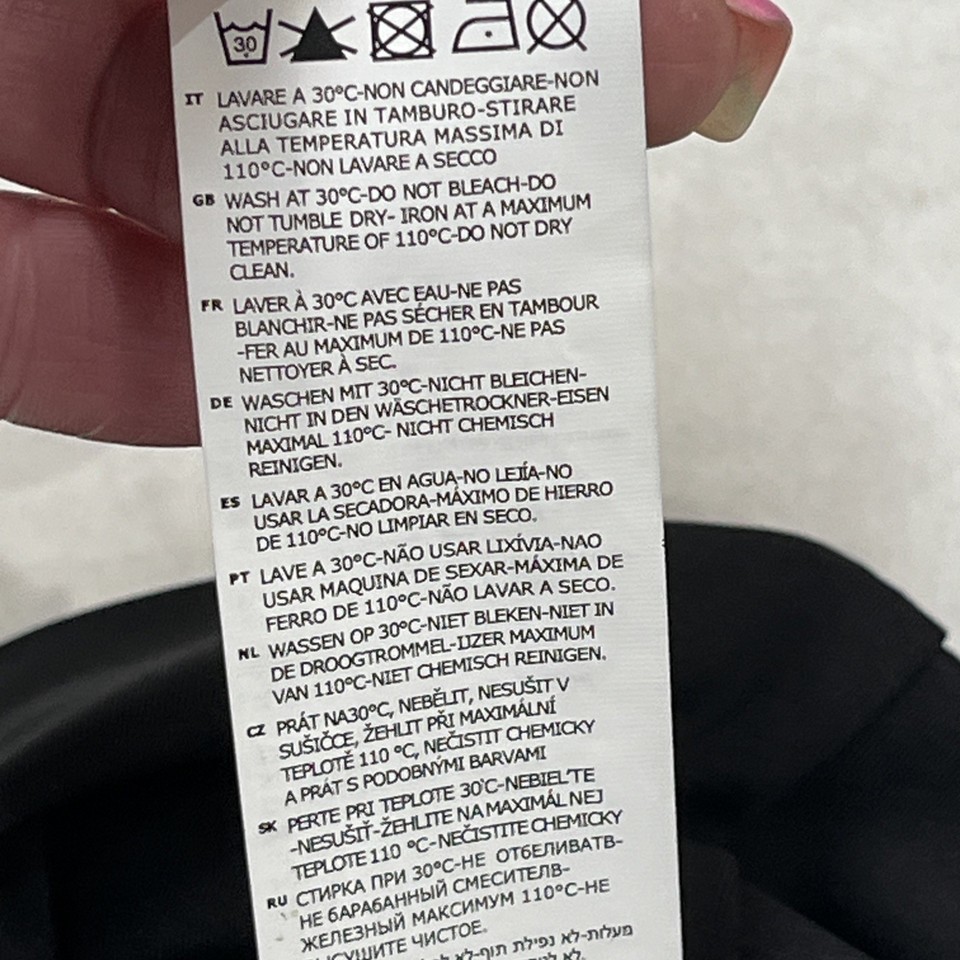 30
IT LAVARE A 30°C-NON CANDEGGIARE-NON
ASCIUGARE IN TAMBURO-STIRARE
ALLA TEMPERATURA MASSIMA DI
110°C-NON LAVARE A SECCO
GB WASH AT 30°C-DO NOT BLEACH-DO
NOT TUMBLE DRY- IRON AT A MAXIMUM
TEMPERATURE OF 110°C-DO NOT DRY
CLEAN.
FR LAVER À 30°C AVEC EAU-NE PAS
BLANCHIR-NE PAS SÉCHER EN TAMBOUR
-FER AU MAXIMUM DE 110°C-NE PAS
NETTOYER À SEC.
DE WASCHEN MIT 30°C-NICHT BLEICHEN-
NICHT IN DEN WÄSCHETROCKNER-EISEN
MAXIMAL 110°C- NICHT CHEMISCH
REINIGEN.
ES LAVAR A 30°C EN AGUA-NO LEJÍA-NO
USAR LA SECADORA-MÁXIMO DE HIERRO
DE 110°C-NO LIMPIAR EN SECO.
PT LAVE A 30°C-NÃO USAR LIXÍVIA-NAO
USAR MAQUINA DE SEXAR-MÁXIMA DE
FERRO DE 110°C-NÃO LAVAR A SECO.
NL WASSEN OP 30°C-NIET BLEKEN-NIET IN
DE DROOGTROMMEL-IJZER MAXIMUM
VAN 110°C-NIET CHEMISCH REINIGEN.
CZ PRÁT NA30°C, NEBĚLIT, NESUŠIT V
SUŠIČCE, ŽEHLIT PŘI MAXIMÁLNÍ
TEPLOTĚ 110 °C, NEČISTIT CHEMICKY
A PRÁT S PODOBNÝMI BARVAMI
SK PERTE PRI TEPLOTE 30°C-NEBIEL'TE
-NESUŠIŤ-ŽEHLITE NA MAXIMÁL NEJ
TEPLOTE 110 °C-NEČISTITE CHEMICKY
RU СТИРКА ПРИ 30°C-НЕ ОТБЕЛИВАТВ-
НЕ БАРАБАННЫЙ СМЕСИТЕЛВ-
ЖЕЛЕЗНЫЙ МАКСИМУМ 110°C-НЕ
ВЫСУШИТЕ ЧИСТОЕ.
מעלות-לא נפילת תוף-לא